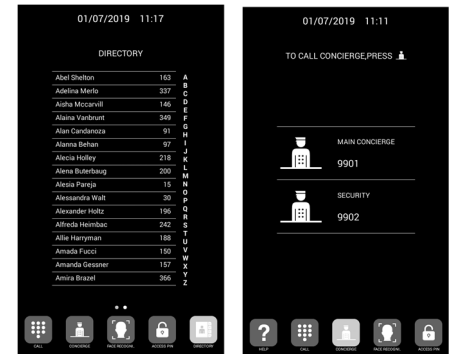 01/07/2019 11:17
DIRECTORY
Abel Shelton 163
Adelina Merlo 337
Aisha Mccarvill 146
Alaina Vanbrunt 349
Alan Candanoza 91
Alanna Behan 97
Alecia Holley 218
Alena Buterbaug 200
Alesia Pareja 15
Alessandra Walt 30
Alexander Holtz 196
Alfreda Heimbac 242
Allie Harryman 188
Amada Fucci 150
Amanda Gessner 157
Amira Brazel 366
A
B
C
D
E
F
G
H
I
J
K
L
M
N
O
P
Q
R
S
T
U
V
W
X
Y
Z
CALL CONCIERGE FACE RECOGNI. ACCESS PIN DIRECTORY
01/07/2019 11:11
TO CALL CONCIERGE,PRESS
MAIN CONCIERGE
9901
SECURITY
9902
?
HELP CALL CONCIERGE FACE RECOGNI. ACCESS PIN